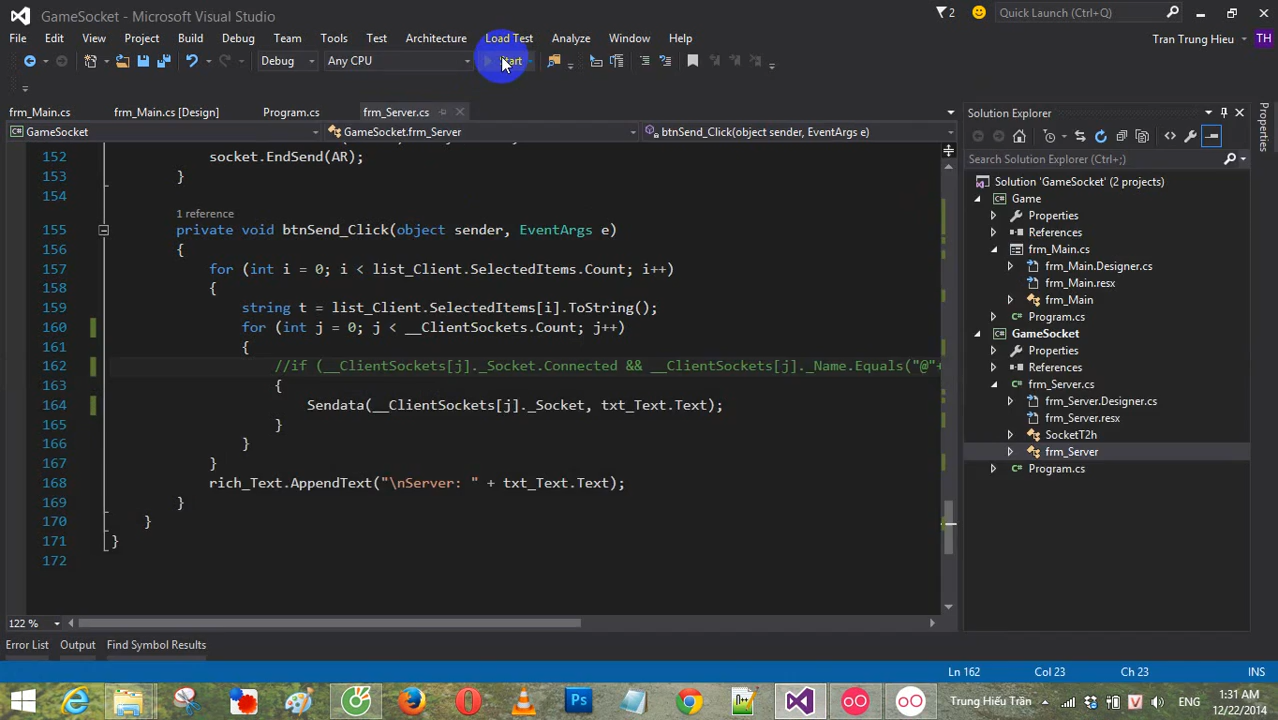 GameSocket - Microsoft Visual Studio
2
Quick Launch (Ctrl+Q)
File Edit View Project Build Debug Team Tools Test Architecture Load Test Analyze Window Help
Tran Trung Hieu TH
Debug Any CPU Start
frm_Main.cs frm_Main.cs [Design] Program.cs frm_Server.cs
GameSocket GameSocket.frm_Server btnSend_Click(object sender, EventArgs e)
152 socket.EndSend(AR);
153 }
154
1 reference
155 private void btnSend_Click(object sender, EventArgs e)
156 {
157 for (int i = 0; i < list_Client.SelectedItems.Count; i++)
158 {
159 string t = list_Client.SelectedItems[i].ToString();
160 for (int j = 0; j < __ClientSockets.Count; j++)
161 {
162 //if (__ClientSockets[j]._Socket.Connected && __ClientSockets[j]._Name.Equals("@"+
163 {
164 Sendata(__ClientSockets[j]._Socket, txt_Text.Text);
165 }
166 }
167 }
168 rich_Text.AppendText("\nServer: " + txt_Text.Text);
169 }
170 }
171 }
172
122 %
Solution Explorer
Search Solution Explorer (Ctrl+;)
Solution 'GameSocket' (2 projects)
Game
Properties
References
frm_Main.cs
frm_Main.Designer.cs
frm_Main.resx
frm_Main
Program.cs
GameSocket
Properties
References
frm_Server.cs
frm_Server.Designer.cs
frm_Server.resx
SocketT2h
frm_Server
Program.cs
Properties
Error List Output Find Symbol Results
Ln 162 Col 23 Ch 23 INS
Trung Hiếu Trần
V
ENG
1:31 AM
12/22/2014